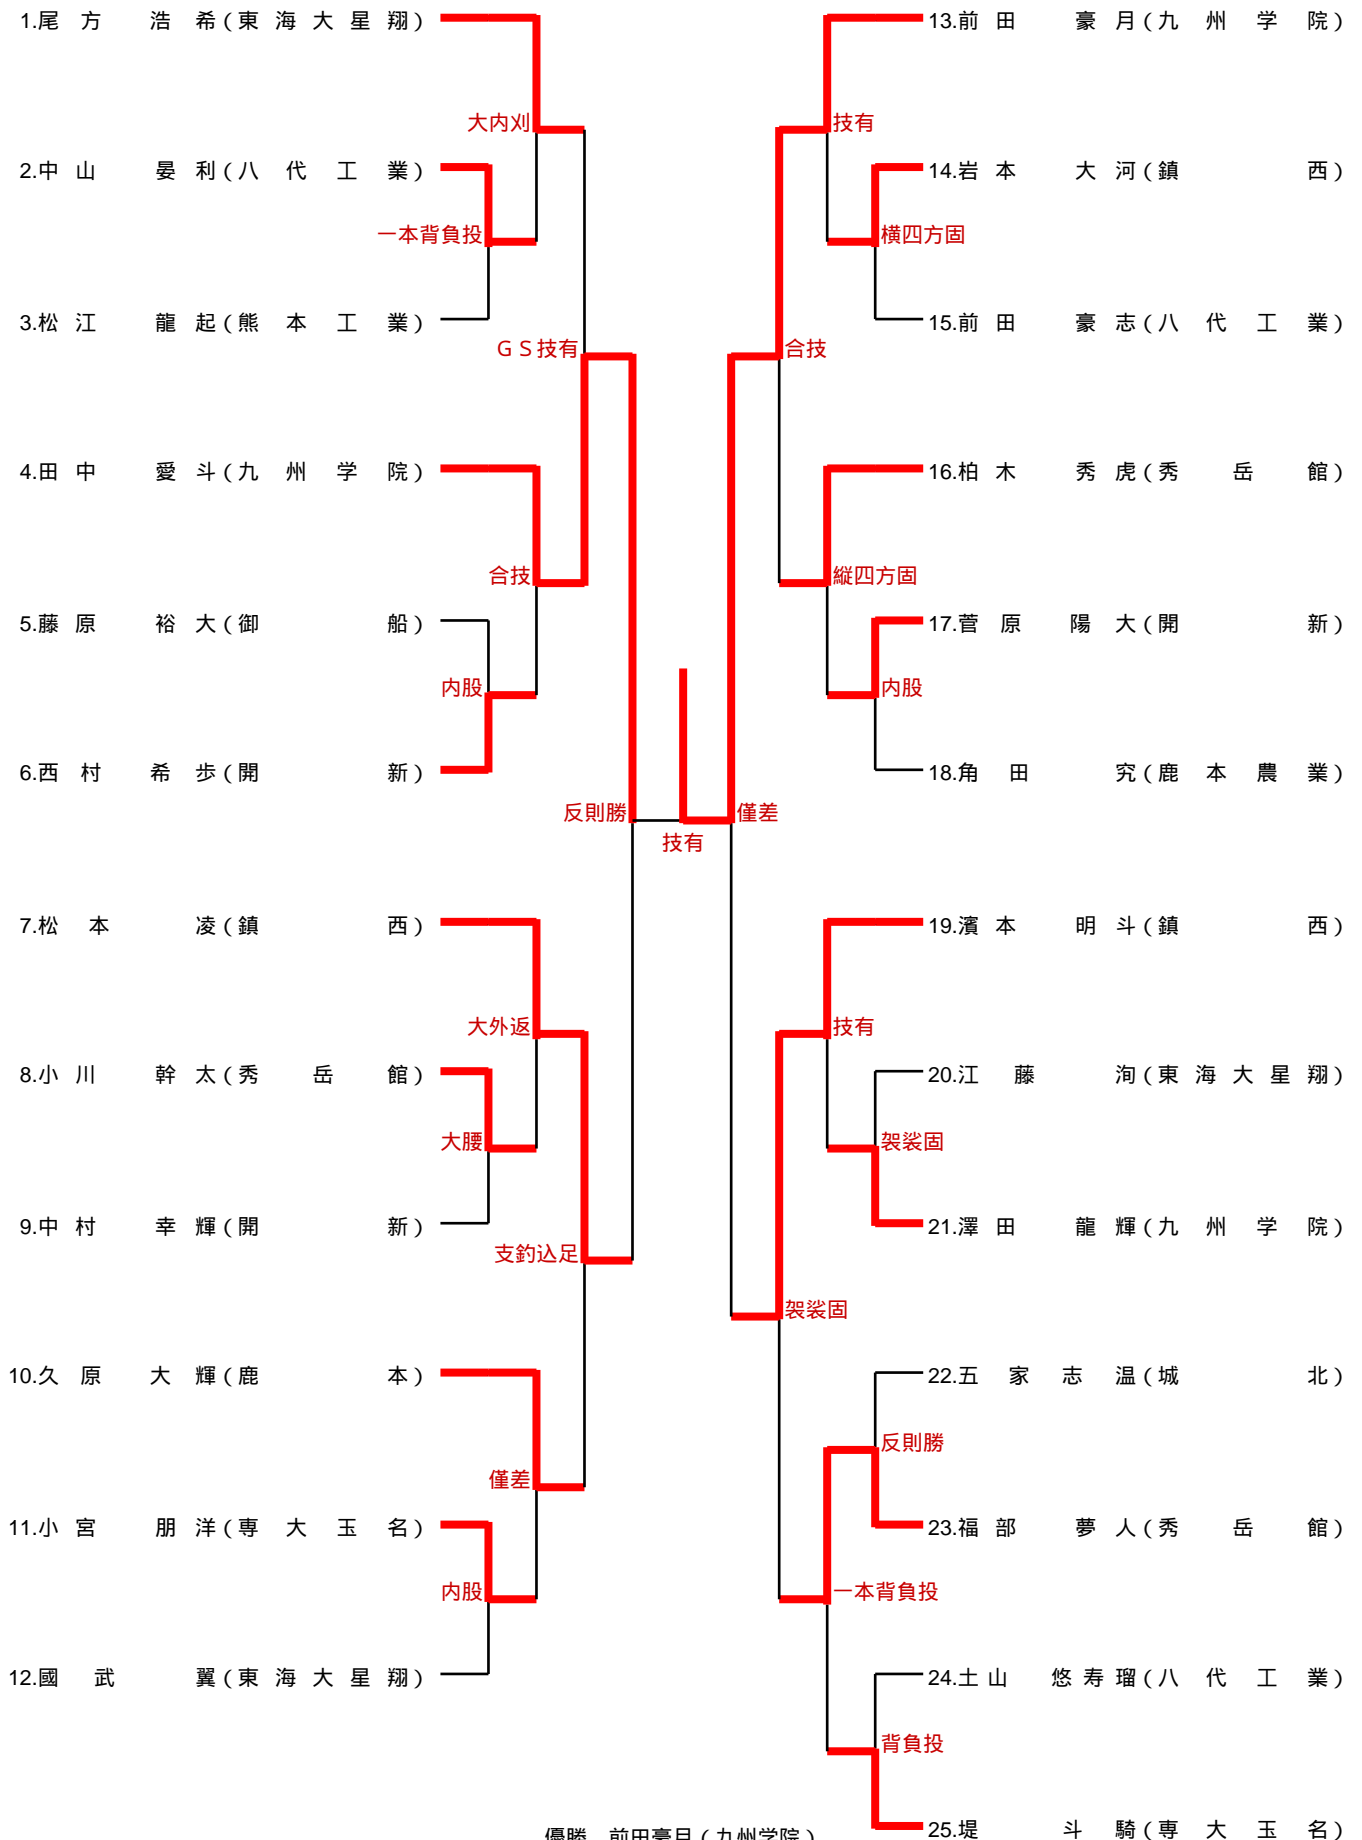 1.尾方浩希(東海大星翔)
大内刈
2.中山晏利(八代工業)
一本背負投
3.松江龍起(熊本工業)
GS技有
4.田中愛斗(九州学院)
合技
5.藤原裕大(御船)
内股
6.西村希歩(開新)
反則勝
7.松本凌(鎮西)
大外返
8.小川幹太(秀岳館)
大腰
9.中村幸輝(開新)
支釣込足
10.久原大輝(鹿本)
僅差
11.小宮朋洋(専大玉名)
内股
12.國武翼(東海大星翔)
技有
13.前田豪月(九州学院)
技有
14.岩本大河(鎮西)
横四方固
15.前田豪志(八代工業)
合技
16.柏木秀虎(秀岳館)
縦四方固
17.菅原陽大(開新)
内股
18.角田究(鹿本農業)
僅差
19.濱本明斗(鎮西)
技有
20.江藤洵(東海大星翔)
袈裟固
21.澤田龍輝(九州学院)
袈裟固
22.五家志温(城北)
反則勝
23.福部夢人(秀岳館)
一本背負投
24.土山悠寿瑠(八代工業)
背負投
25.堤斗騎(専大玉名)
優勝 前田豪月(九州学院)